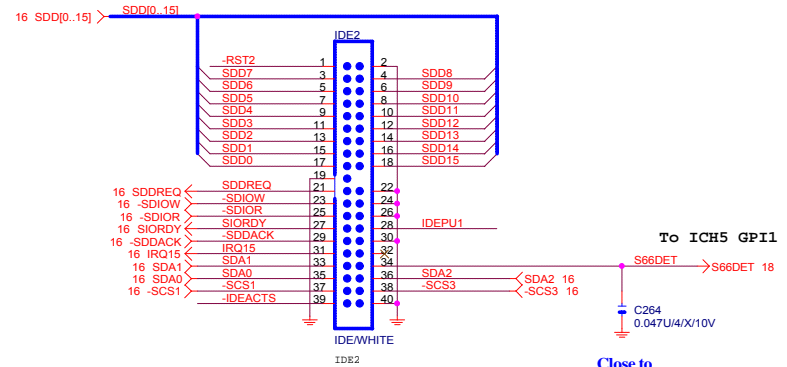 16 SDD[0..15] SDD[0..15]
IDE2
-RST2 1 2
SDD7 3 4 SDD8
SDD6 5 6 SDD9
SDD5 7 8 SDD10
SDD4 9 10 SDD11
SDD3 11 12 SDD12
SDD2 13 14 SDD13
SDD1 15 16 SDD14
SDD0 17 18 SDD15
19
16 SDDREQ SDDREQ 21 22
16 -SDIOW -SDIOW 23 24
16 -SDIOR -SDIOR 25 26
16 SIORDY SIORDY 27 28 IDEPU1
16 -SDDACK -SDDACK 29 30
16 IRQ15 IRQ15 31 32
16 SDA1 SDA1 33 34
16 SDA0 SDA0 35 36 SDA2 SDA2 16
16 -SCS1 -SCS1 37 38 -SCS3 -SCS3 16
-IDEACTS 39 40
To ICH5 GPI1
S66DET S66DET 18
C264
0.047U/4/X/10V
IDE/WHITE
IDE2
Close to